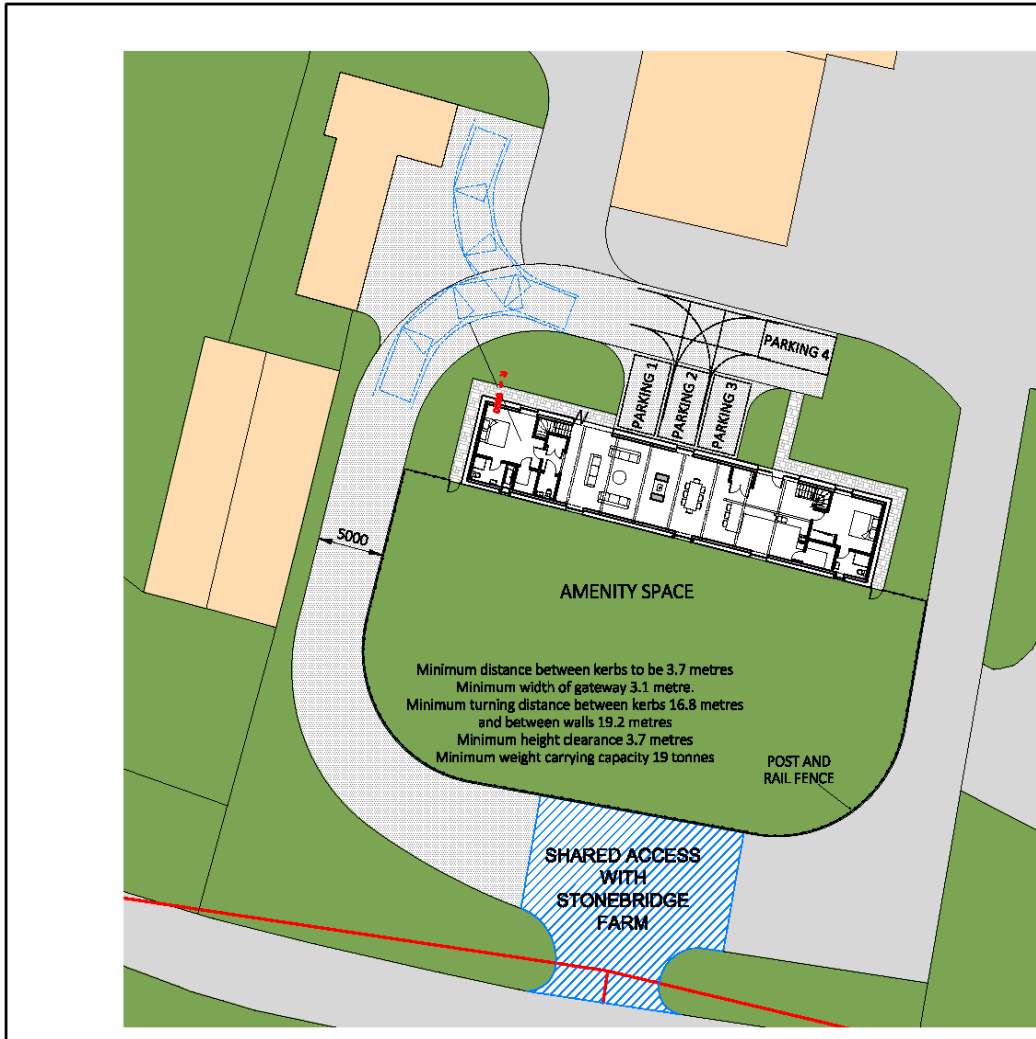 PARKING 4
PARKING 1
PARKING 2
PARKING 3
5000
AMENITY SPACE
Minimum distance between kerbs to be 3.7 metres
Minimum width of gateway 3.1 metre.
Minimum turning distance between kerbs 16.8 metres
and between walls 19.2 metres
Minimum height clearance 3.7 metres
Minimum weight carrying capacity 19 tonnes
POST AND
RAIL FENCE
SHARED ACCESS
WITH
STONEBRIDGE
FARM